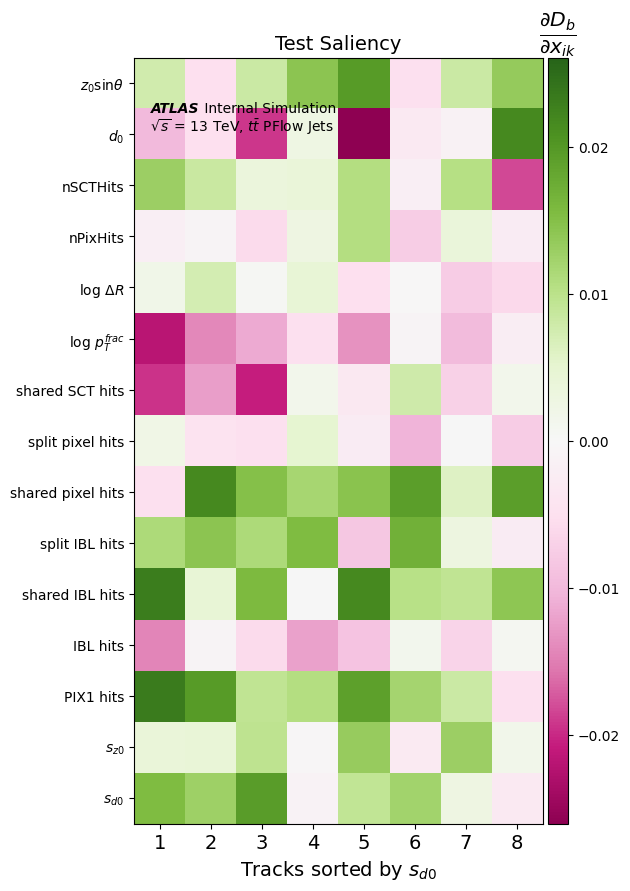 Test Saliency
∂D_b
∂x_ik
ATLAS Internal Simulation
√s = 13 TeV, tt̄ PFlow Jets
z₀sinθ
d₀
nSCTHits
nPixHits
log ΔR
log p_T^frac
shared SCT hits
split pixel hits
shared pixel hits
split IBL hits
shared IBL hits
IBL hits
PIX1 hits
s_z0
s_d0
1 2 3 4 5 6 7 8
Tracks sorted by s_d0
0.02
0.01
0.00
−0.01
−0.02